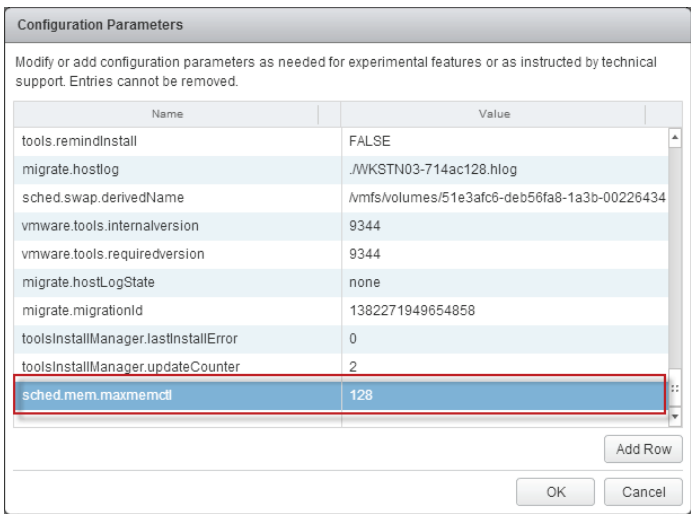 Configuration Parameters
Modify or add configuration parameters as needed for experimental features or as instructed by technical
support. Entries cannot be removed.
Name Value
tools.remindInstall FALSE
migrate.hostlog ./WKSTN03-714ac128.hlog
sched.swap.derivedName /vmfs/volumes/51e3afc6-deb56fa8-1a3b-00226434
vmware.tools.internalversion 9344
vmware.tools.requiredversion 9344
migrate.hostLogState none
migrate.migrationId 1382271949654858
toolsInstallManager.lastInstallError 0
toolsInstallManager.updateCounter 2
sched.mem.maxmemctl 128
Add Row
OK Cancel